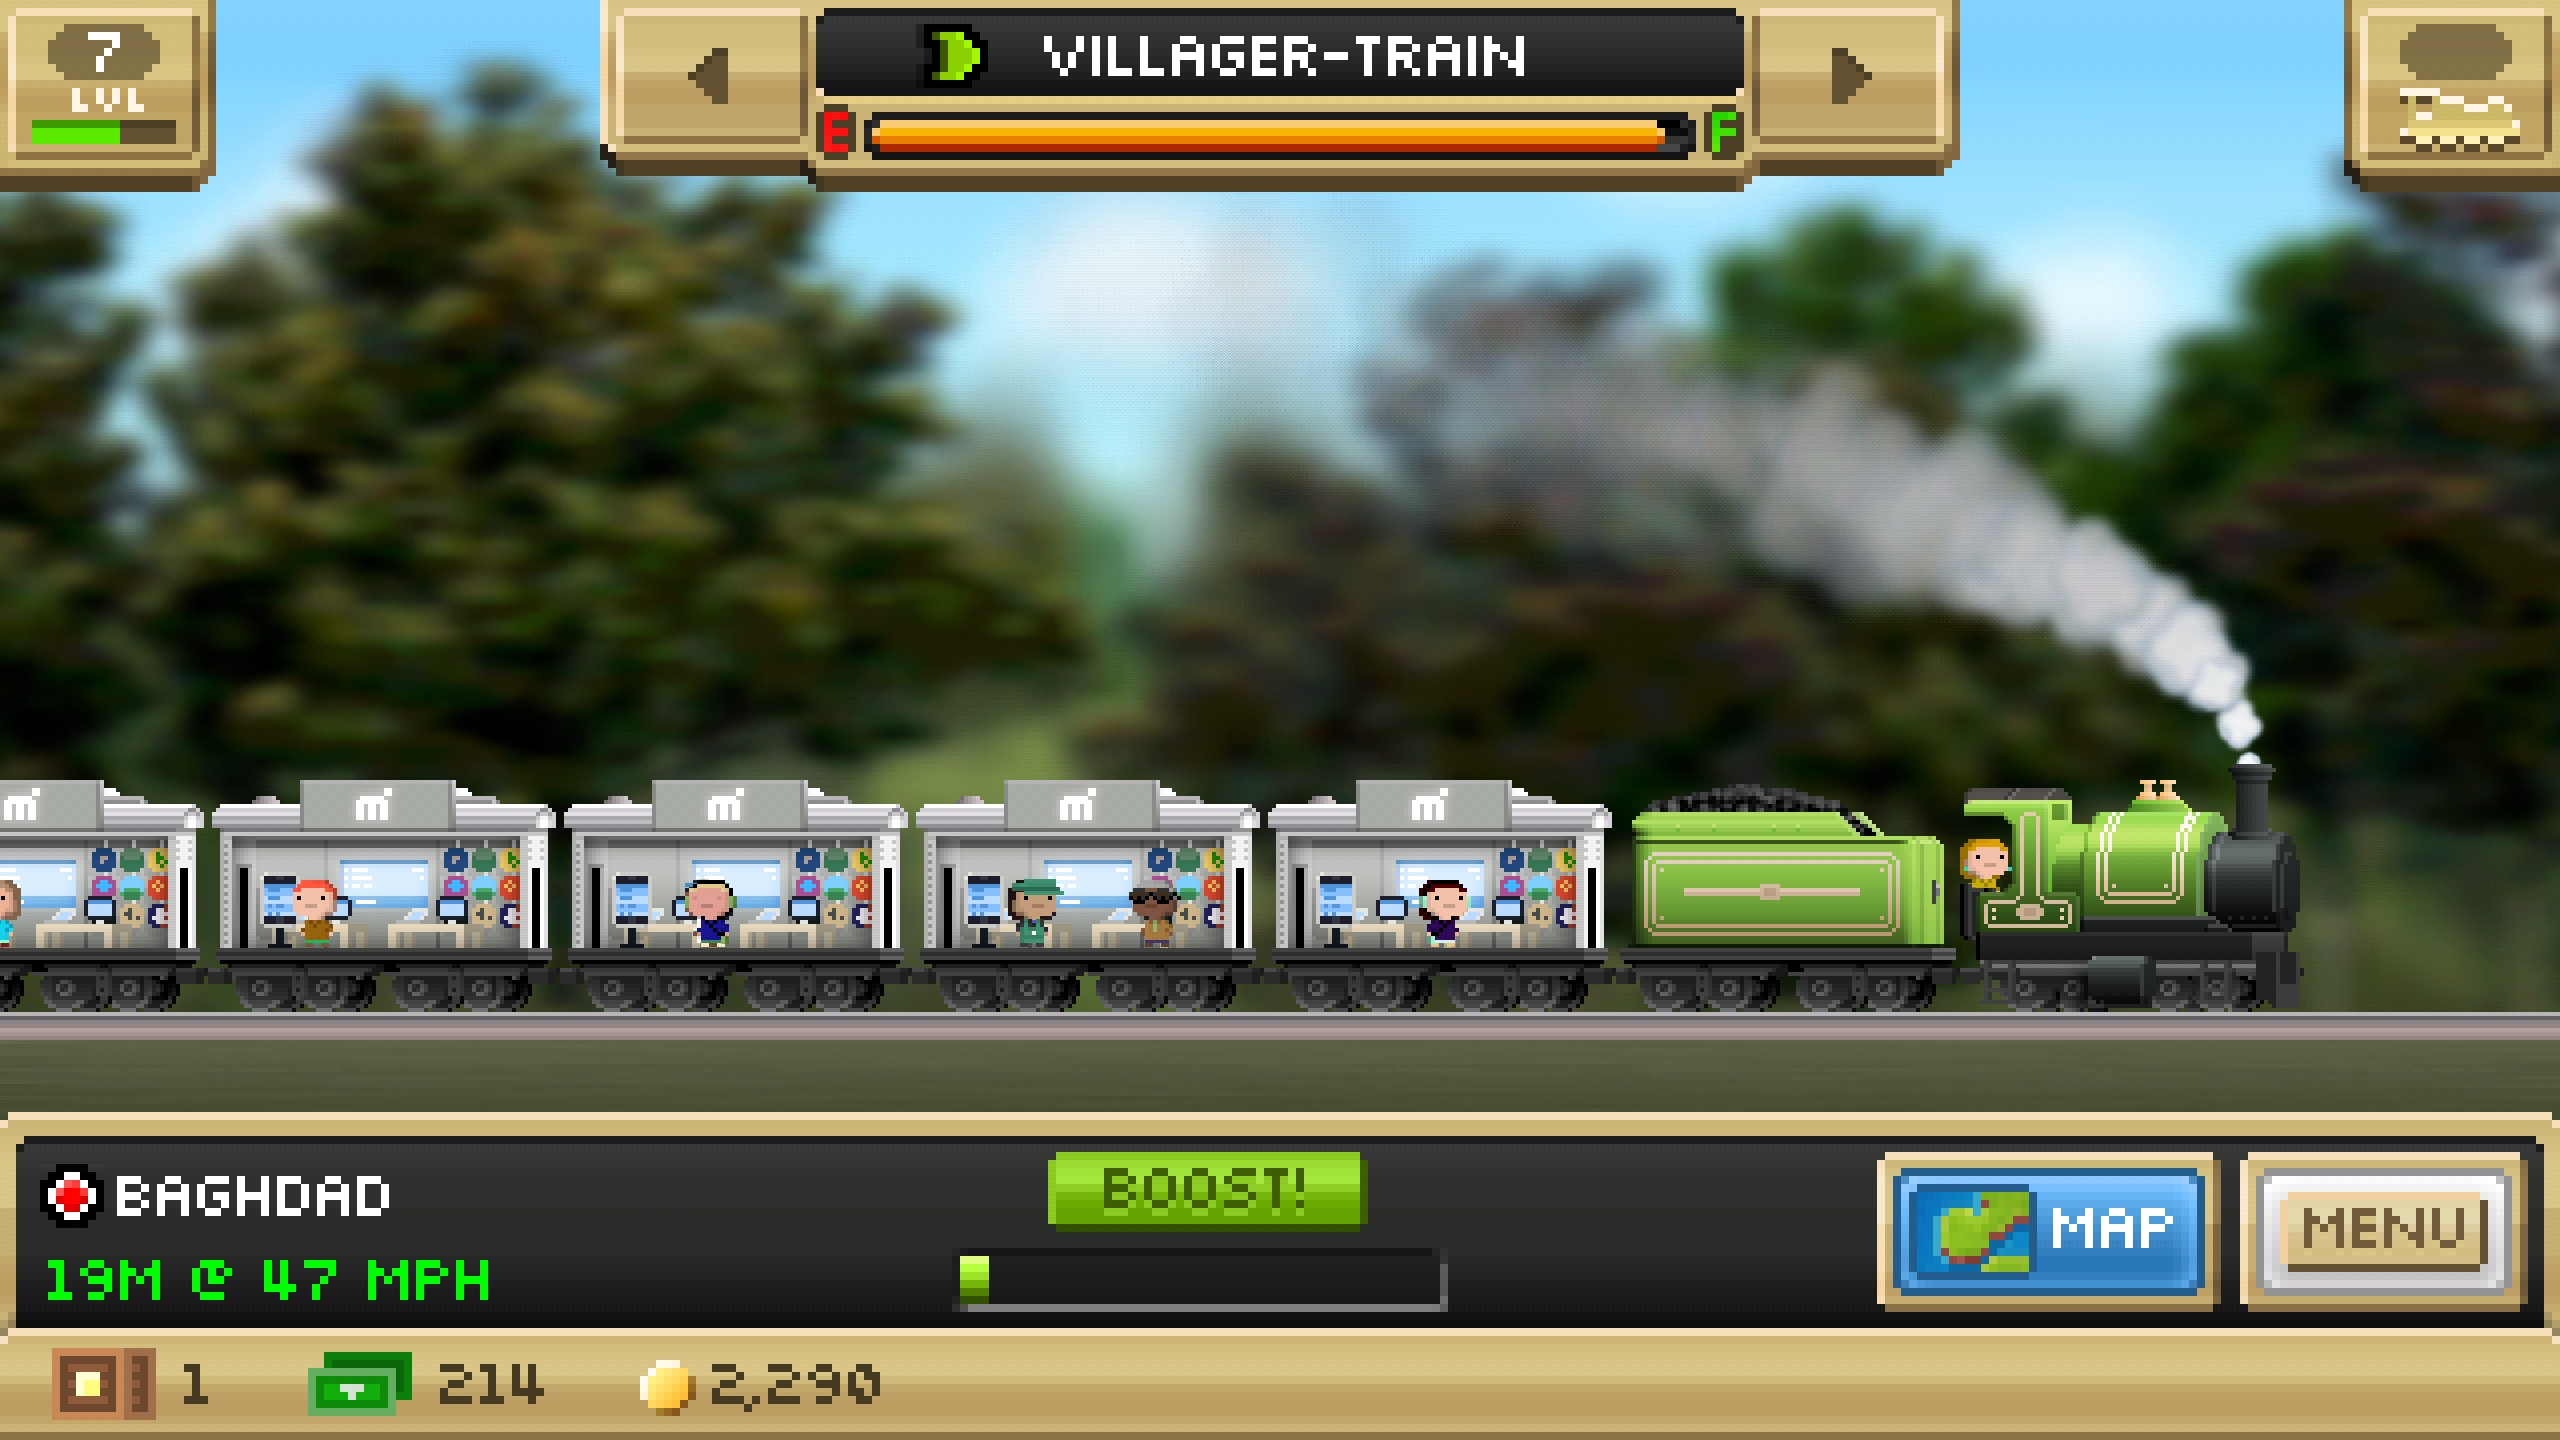 7
LVL
VILLAGER-TRAIN
E F
m
m
m
m
m
BAGHDAD
19M @ 47 MPH
BOOST!
MAP
MENU
1
214
2,290